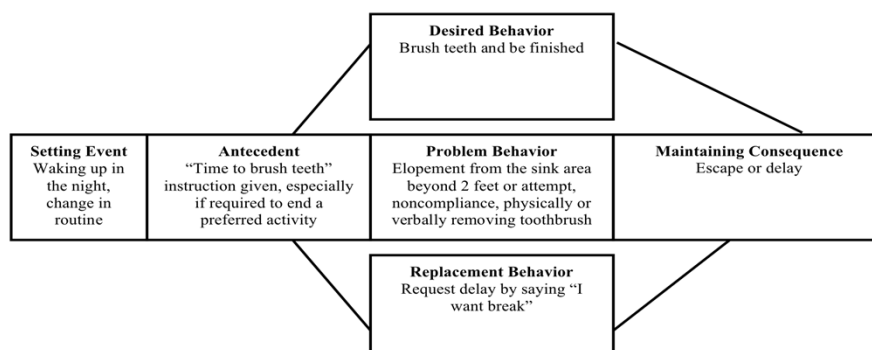 Desired Behavior
Brush teeth and be finished
Setting Event
Waking up in
the night,
change in
routine
Antecedent
“Time to brush teeth”
instruction given, especially
if required to end a
preferred activity
Problem Behavior
Elopement from the sink area
beyond 2 feet or attempt,
noncompliance, physically or
verbally removing toothbrush
Maintaining Consequence
Escape or delay
Replacement Behavior
Request delay by saying “I
want break”